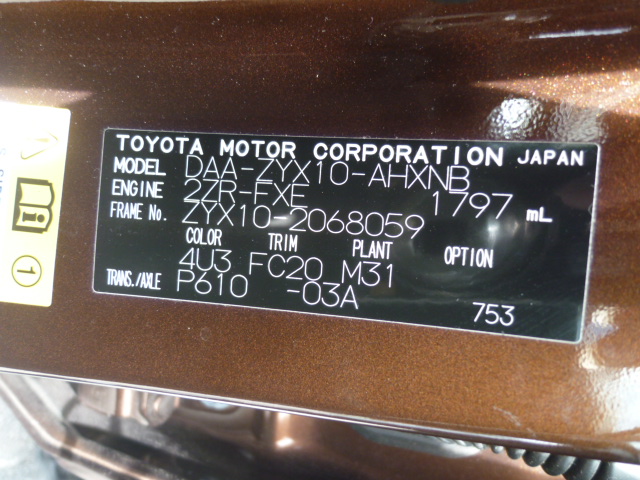 TOYOTA MOTOR CORPORATION JAPAN
MODEL DAA-ZYX10-AHXNB
ENGINE 2ZR-FXE 1797 mL
FRAME No. ZYX10-2068059
COLOR TRIM PLANT OPTION
4U3 FC20 M31
TRANS./AXLE P610 -03A
753
1